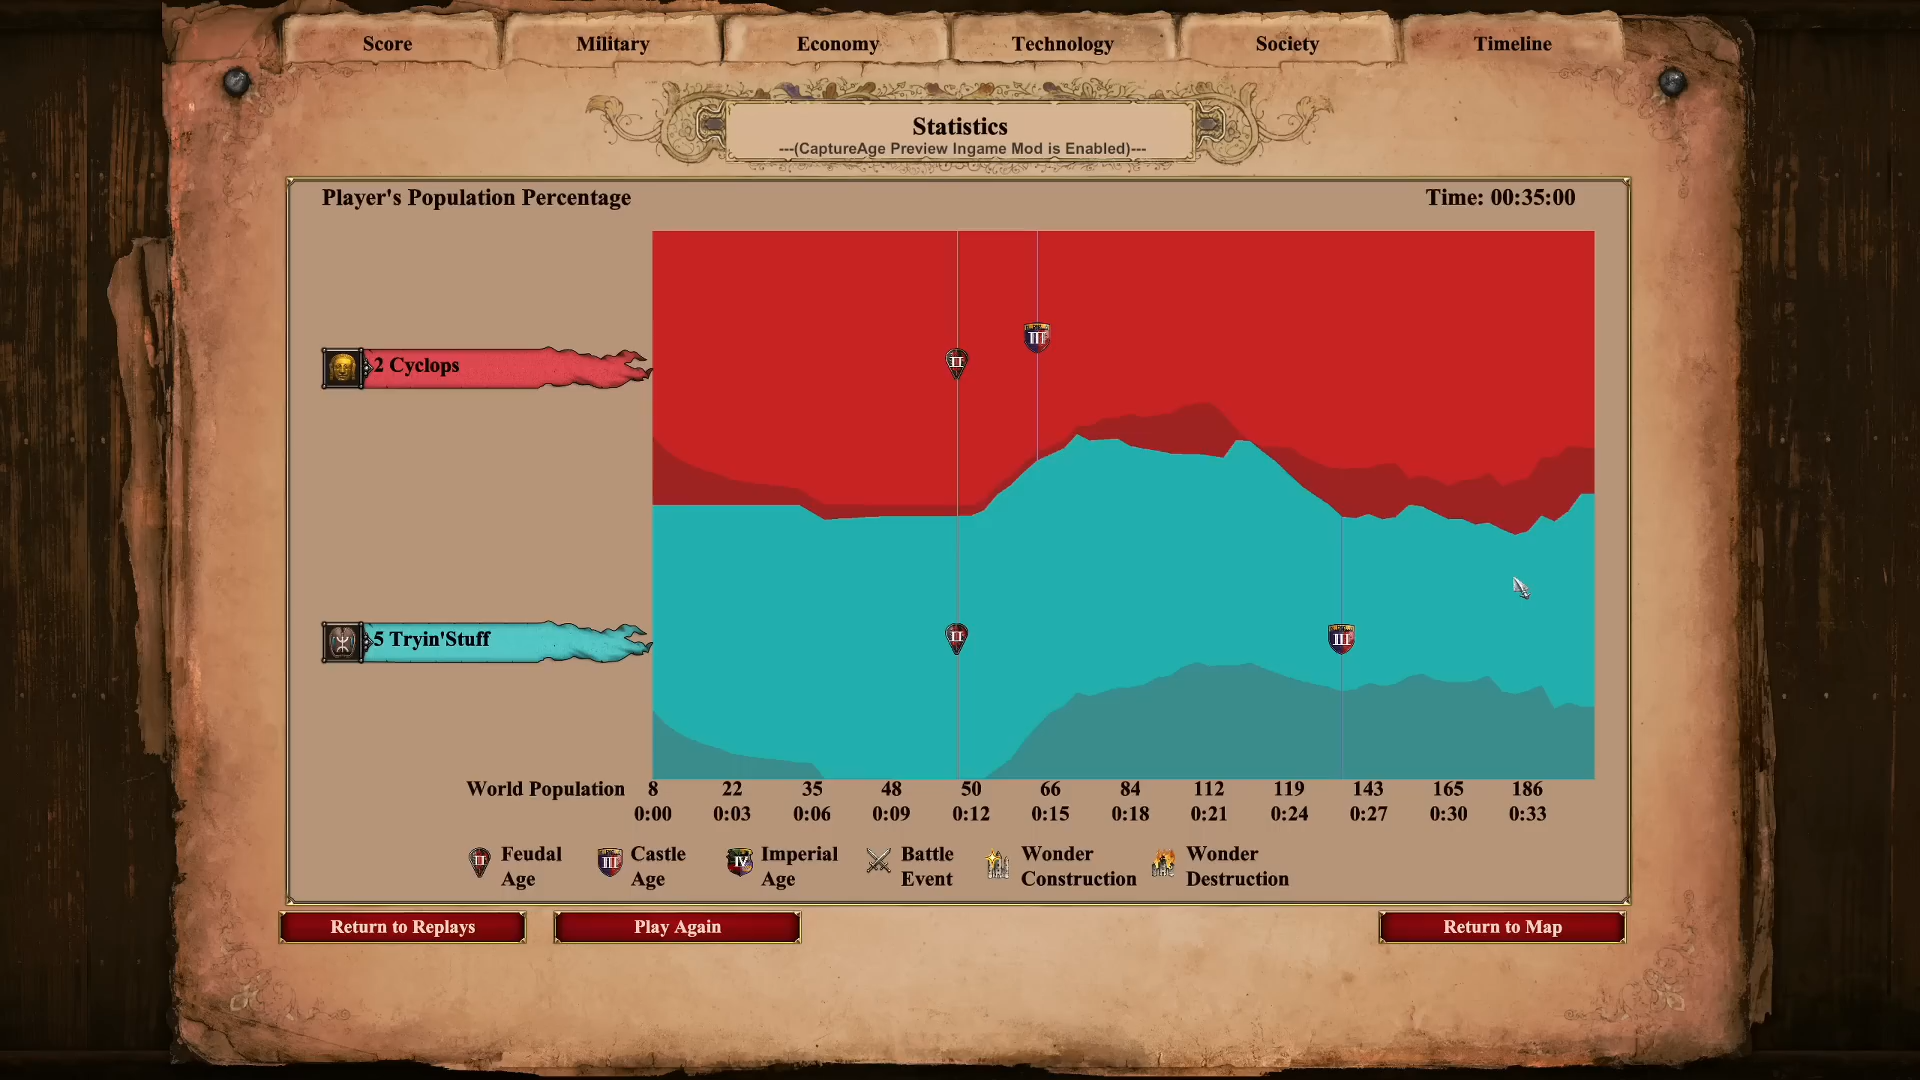 Score Military Economy Technology Society Timeline
Statistics
---(CaptureAge Preview Ingame Mod is Enabled)---
Player's Population Percentage Time: 00:35:00
2 Cyclops
5 Tryin'Stuff
World Population 8 22 35 48 50 66 84 112 119 143 165 186
0:00 0:03 0:06 0:09 0:12 0:15 0:18 0:21 0:24 0:27 0:30 0:33
Feudal Castle Imperial Battle Wonder Wonder
Age Age Age Event Construction Destruction
Return to Replays Play Again Return to Map